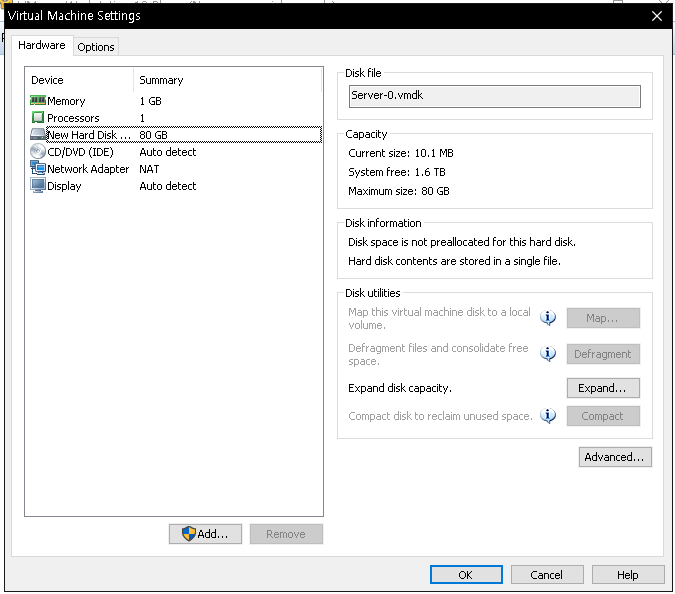 Virtual Machine Settings
Hardware
Options
Device Summary
Memory 1 GB
Processors 1
New Hard Disk ... 80 GB
CD/DVD (IDE) Auto detect
Network Adapter NAT
Display Auto detect
Add...
Remove
Disk file
Server-0.vmdk
Capacity
Current size: 10.1 MB
System free: 1.6 TB
Maximum size: 80 GB
Disk information
Disk space is not preallocated for this hard disk.
Hard disk contents are stored in a single file.
Disk utilities
Map this virtual machine disk to a local
volume.
Map...
Defragment files and consolidate free
space.
Defragment
Expand disk capacity.
Expand...
Compact disk to reclaim unused space.
Compact
Advanced...
OK
Cancel
Help